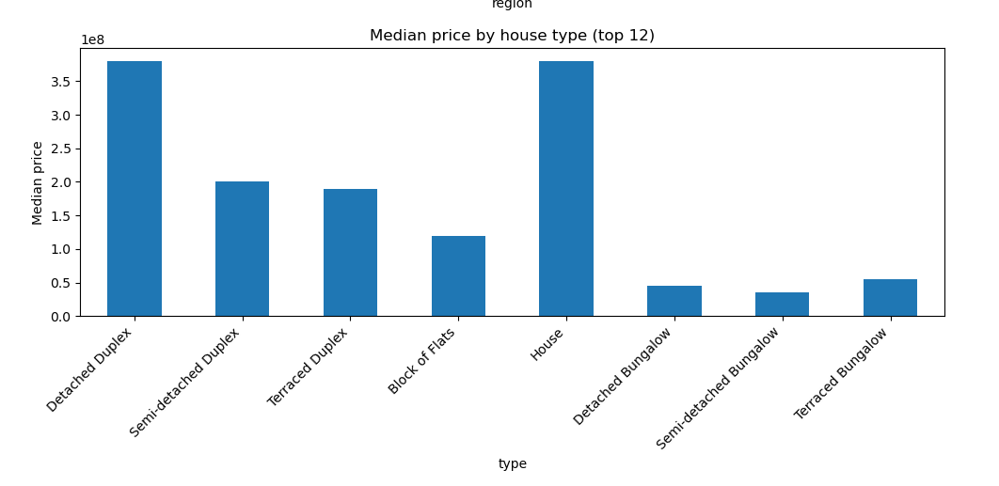 region
Median price by house type (top 12)
1e8
3.5
3.0
2.5
2.0
1.5
1.0
0.5
0.0
Median price
Detached Duplex
Semi-detached Duplex
Terraced Duplex
Block of Flats
House
Detached Bungalow
Semi-detached Bungalow
Terraced Bungalow
type